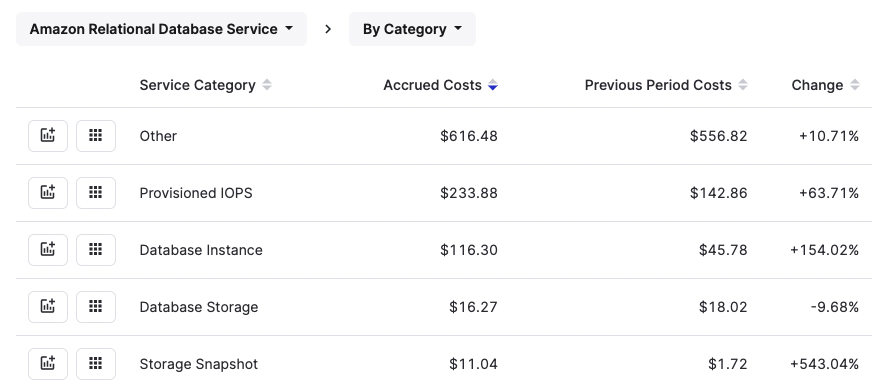 Amazon Relational Database Service > By Category
Service Category Accrued Costs Previous Period Costs Change
Other $616.48 $556.82 +10.71%
Provisioned IOPS $233.88 $142.86 +63.71%
Database Instance $116.30 $45.78 +154.02%
Database Storage $16.27 $18.02 -9.68%
Storage Snapshot $11.04 $1.72 +543.04%